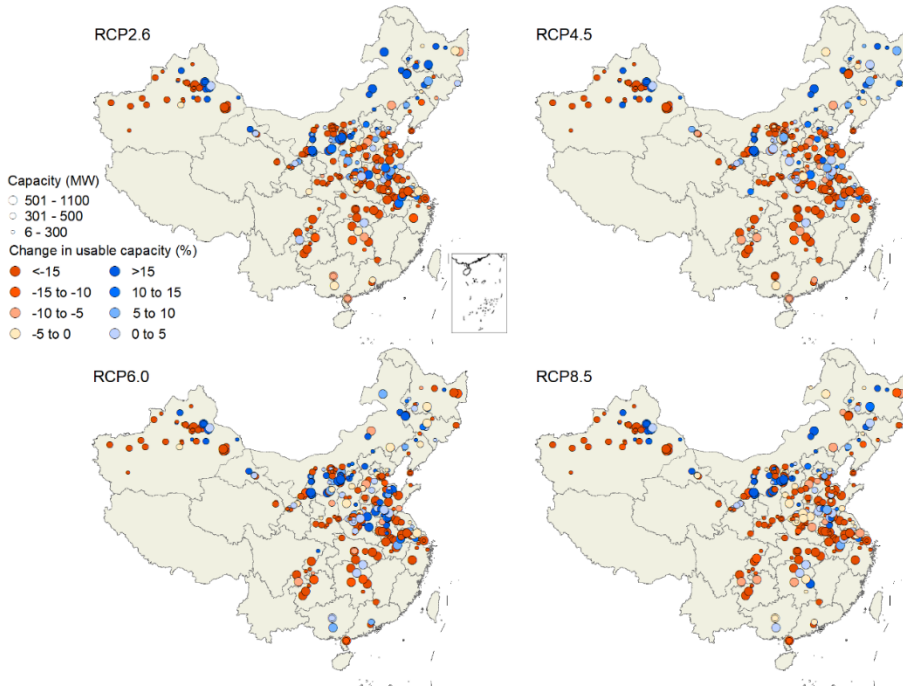 RCP2.6
RCP4.5
Capacity (MW)
501 - 1100
301 - 500
6 - 300
Change in usable capacity (%)
<-15
>15
-15 to -10
10 to 15
-10 to -5
5 to 10
-5 to 0
0 to 5
RCP6.0
RCP8.5